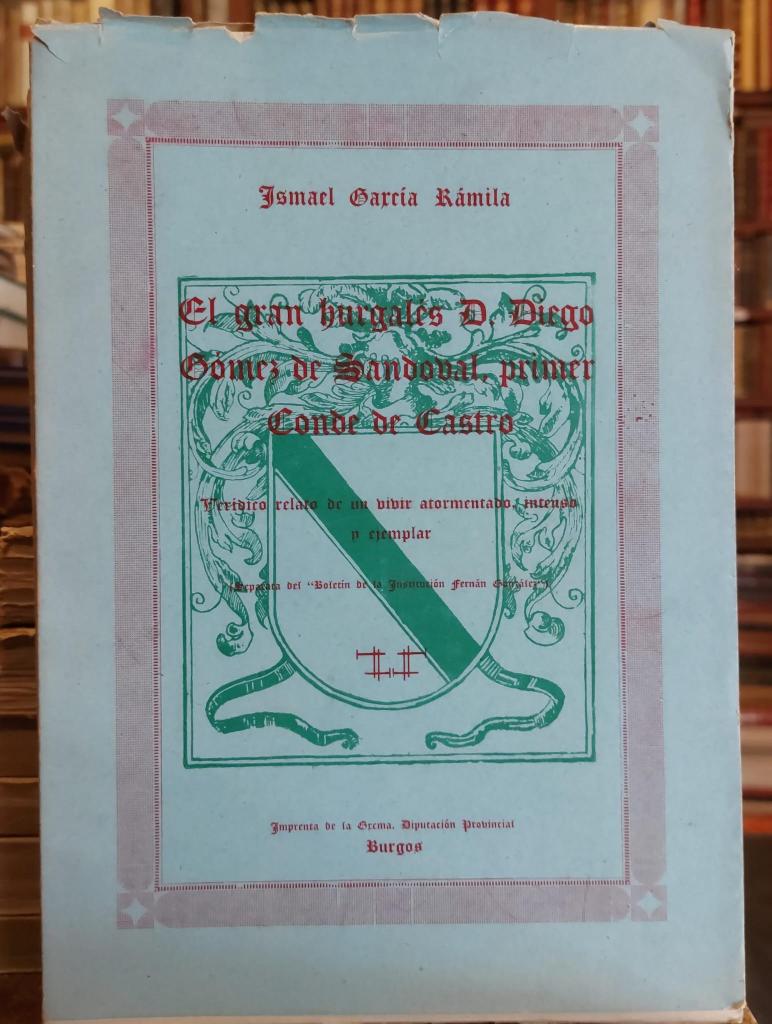 Ismael García Rámila
El gran burgalés D. Diego
Gómez de Sandoval, primer
Conde de Castro
Verídico relato de un vivir atormentado, intenso
y ejemplar
(Separata del "Boletín de la Institución Fernán González")
Imprenta de la Excma. Diputación Provincial
Burgos